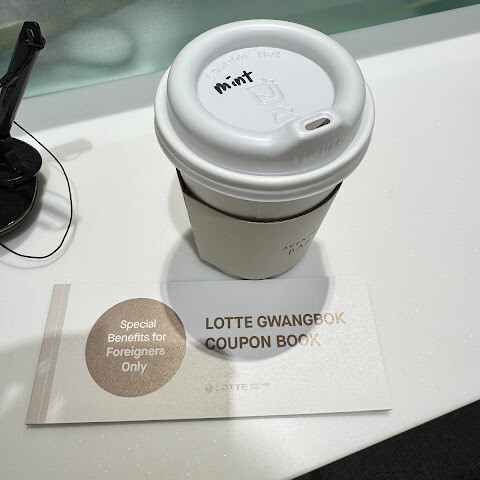 mint
Special
Benefits for
Foreigners
Only
LOTTE GWANGBOK
COUPON BOOK
LOTTE